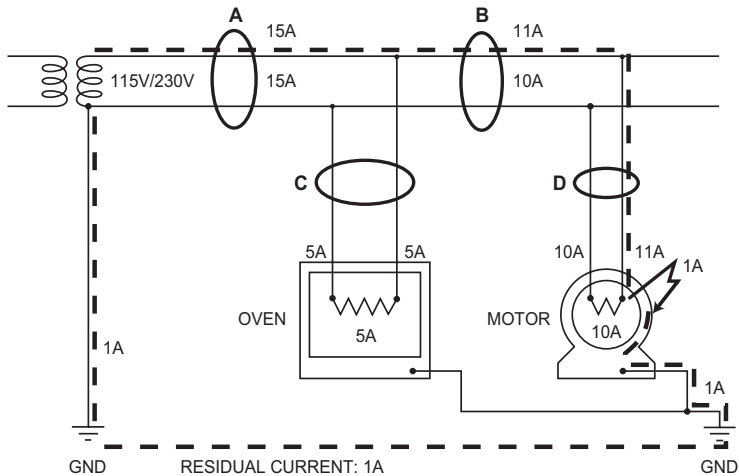 A
B
15A
11A
115V/230V
15A
10A
C
D
5A
5A
10A
11A
1A
OVEN
5A
MOTOR
10A
1A
1A
GND
RESIDUAL CURRENT: 1A
GND